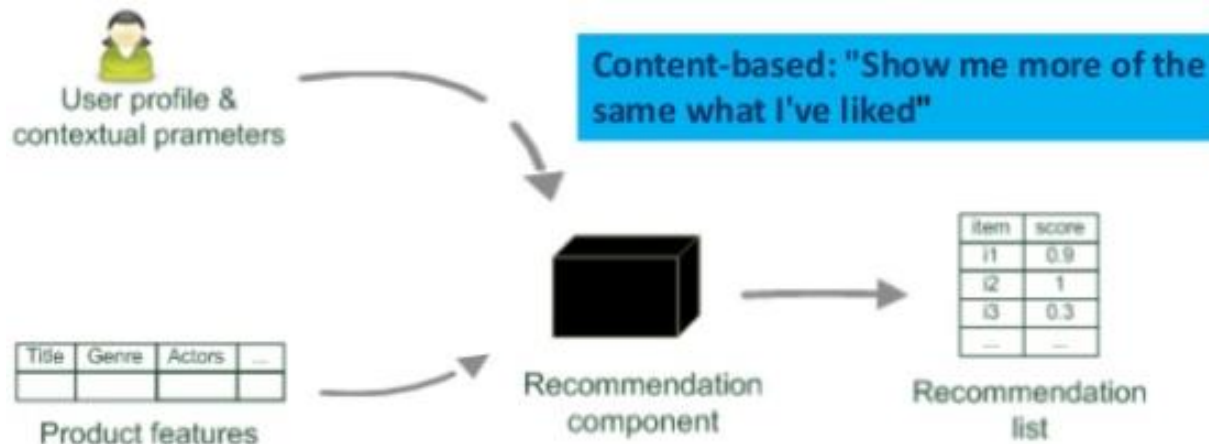 User profile &
contextual prameters
Content-based: "Show me more of the
same what I've liked"
item score
i1 0.9
i2 1
i3 0.3
... ...
Title Genre Actors ...
Product features
Recommendation
component
Recommendation
list